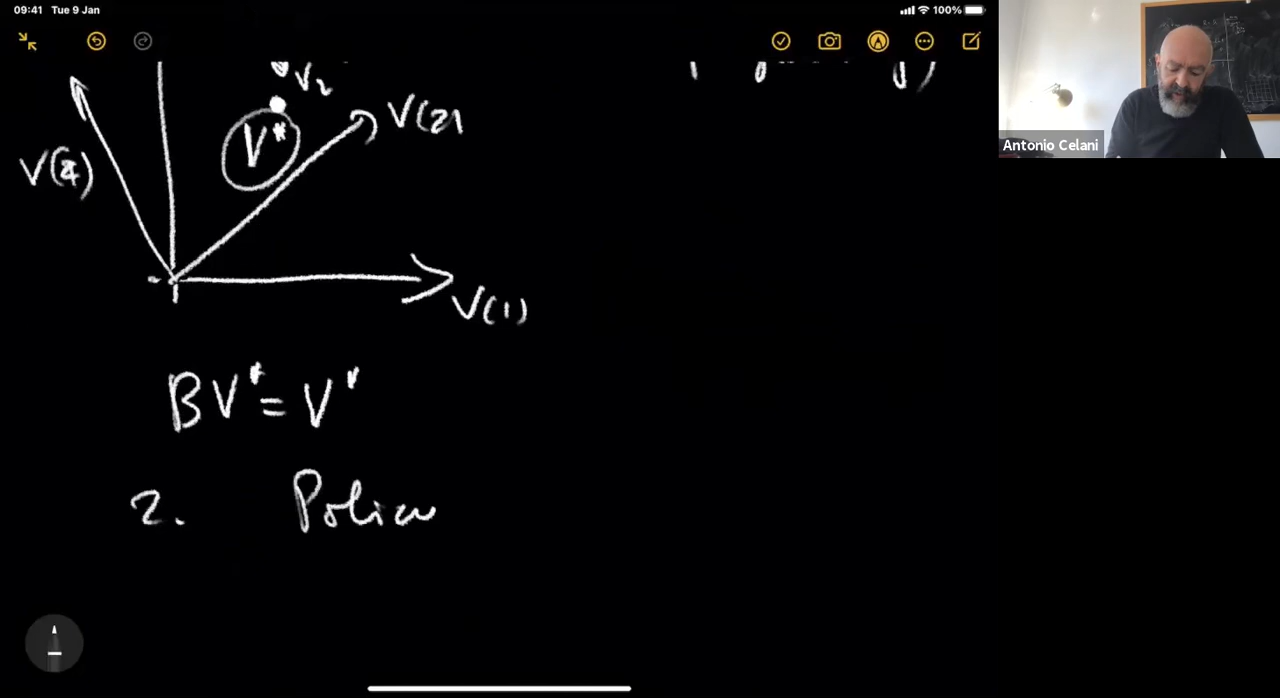 09:41 Tue 9 Jan
100%
V₂
V(2)
V*
V(4)
Antonio Celani
V(1)
BV* = V*
2. Polic